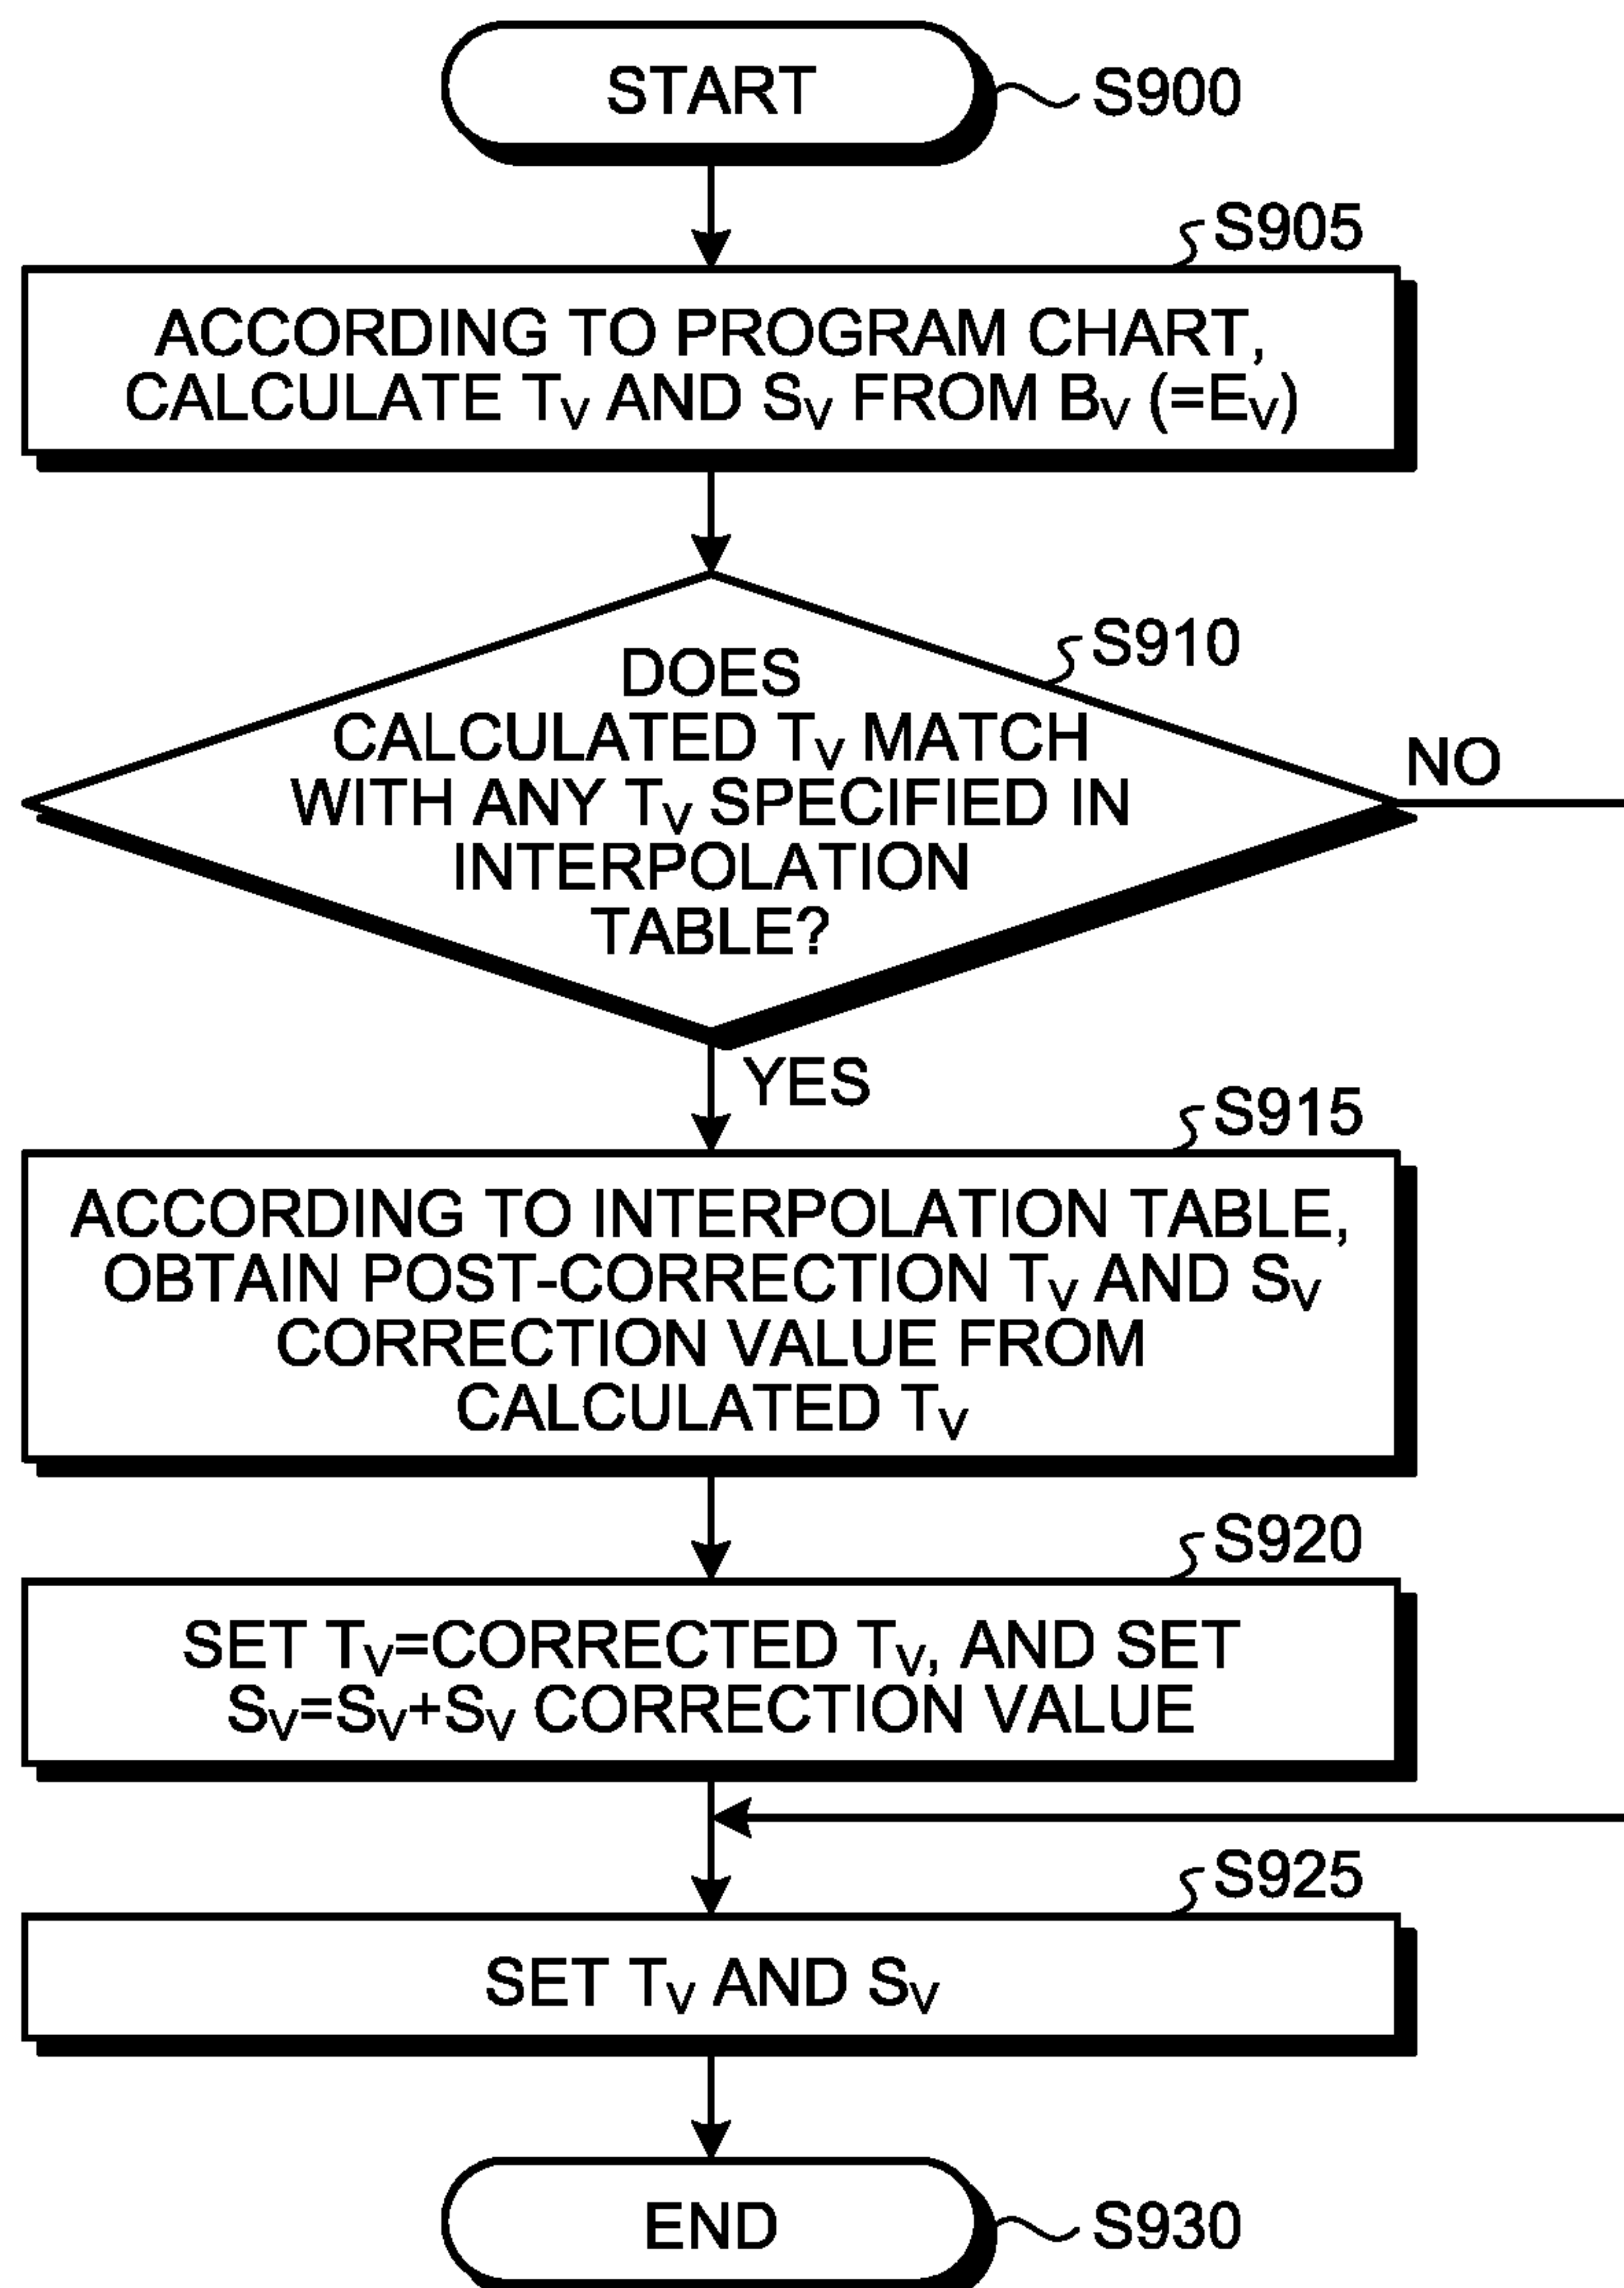 START
S900
S905
ACCORDING TO PROGRAM CHART,
CALCULATE TV AND SV FROM BV (=EV)
S910
DOES
CALCULATED TV MATCH
WITH ANY TV SPECIFIED IN
INTERPOLATION
TABLE?
NO
YES
S915
ACCORDING TO INTERPOLATION TABLE,
OBTAIN POST-CORRECTION TV AND SV
CORRECTION VALUE FROM
CALCULATED TV
S920
SET TV=CORRECTED TV, AND SET
SV=SV+SV CORRECTION VALUE
S925
SET TV AND SV
END
S930